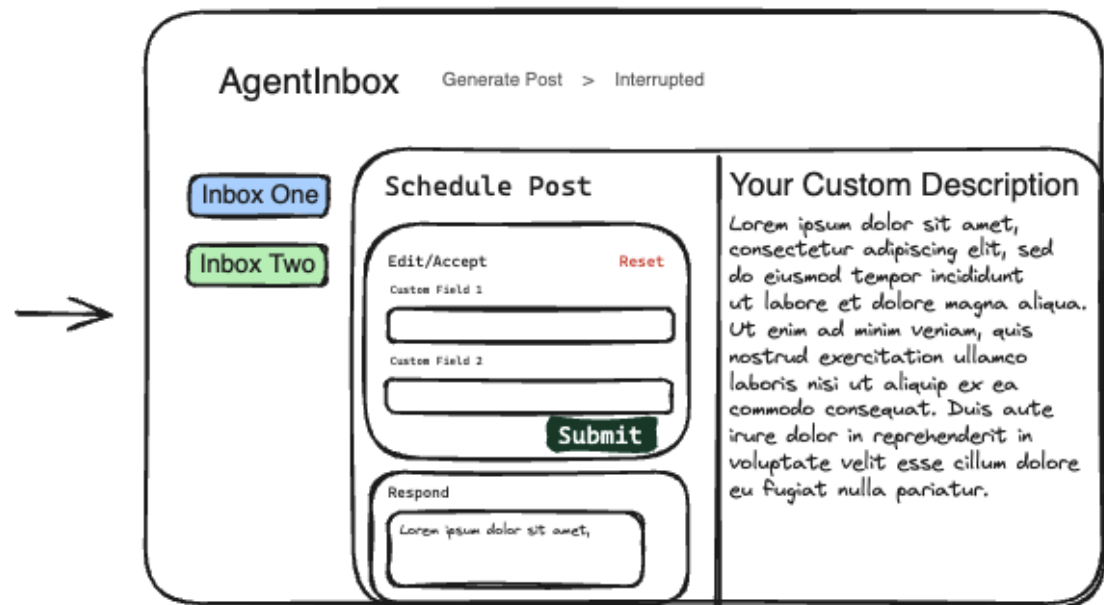 AgentInbox
Generate Post > Interrupted
Inbox One
Inbox Two
Schedule Post
Edit/Accept
Reset
Custom Field 1
Custom Field 2
Submit
Respond
Lorem ipsum dolor sit amet,
Your Custom Description
Lorem ipsum dolor sit amet,
consectetur adipiscing elit, sed
do eiusmod tempor incididunt
ut labore et dolore magna aliqua.
Ut enim ad minim veniam, quis
nostrud exercitation ullamco
laboris nisi ut aliquip ex ea
commodo consequat. Duis aute
irure dolor in reprehenderit in
voluptate velit esse cillum dolore
eu fugiat nulla pariatur.